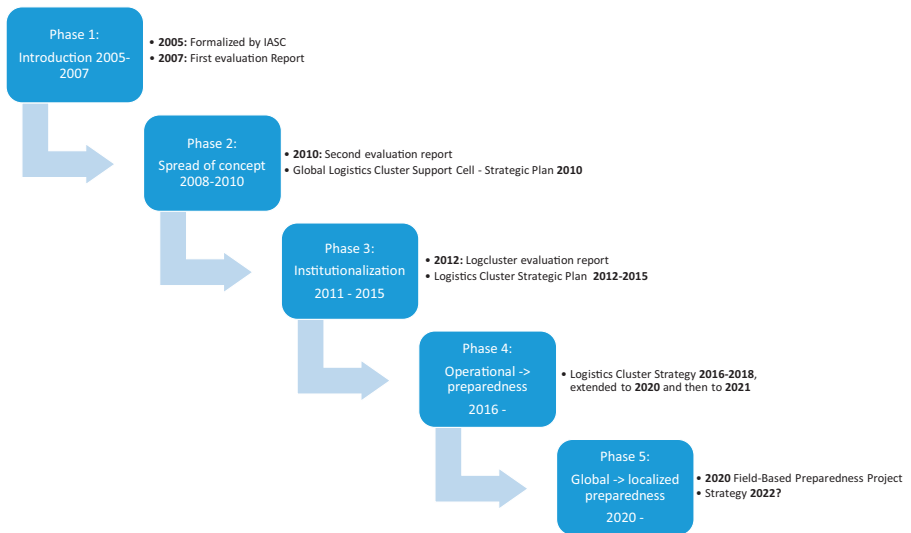 Phase 1:
Introduction 2005-
2007
• 2005: Formalized by IASC
• 2007: First evaluation Report
Phase 2:
Spread of concept
2008-2010
• 2010: Second evaluation report
• Global Logistics Cluster Support Cell - Strategic Plan 2010
Phase 3:
Institutionalization
2011 - 2015
• 2012: Logcluster evaluation report
• Logistics Cluster Strategic Plan 2012-2015
Phase 4:
Operational ->
preparedness
2016 -
• Logistics Cluster Strategy 2016-2018,
extended to 2020 and then to 2021
Phase 5:
Global -> localized
preparedness
2020 -
• 2020 Field-Based Preparedness Project
• Strategy 2022?